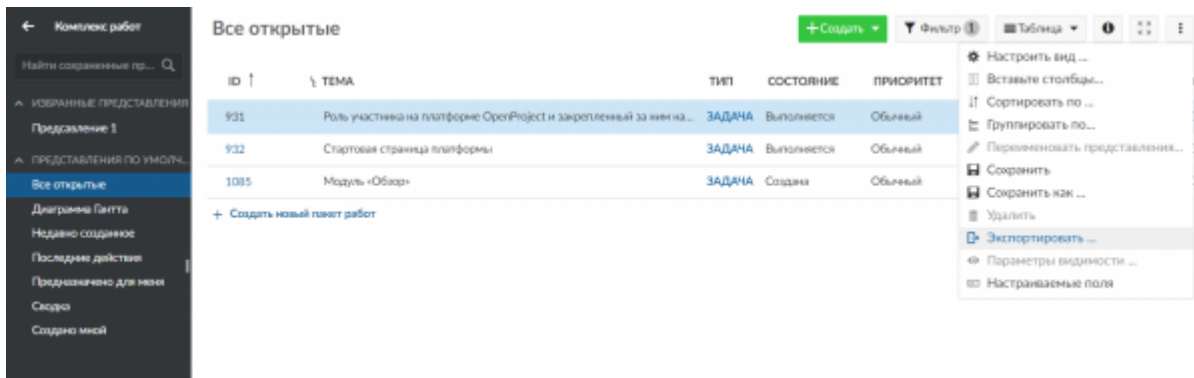 Комплекс работ
Найти сохраненные пр...
ИЗБРАННЫЕ ПРЕДСТАВЛЕНИЯ
Предсавление 1
ПРЕДСТАВЛЕНИЯ ПО УМОЛЧ...
Все открытые
Диаграмма Гантта
Недавно созданное
Последние действия
Предназначено для меня
Сводка
Создано мной
Все открытые
+ Создать
Фильтр 1
Таблица
ID ТЕМА ТИП СОСТОЯНИЕ ПРИОРИТЕТ
931 Роль участника на платформе OpenProject и закрепленный за ним на... ЗАДАЧА Выполняется Обычный
932 Стартовая страница платформы ЗАДАЧА Выполняется Обычный
1085 Модуль «Обзор» ЗАДАЧА Создана Обычный
+ Создать новый пакет работ
Настроить вид ...
Вставьте столбцы...
Сортировать по ...
Группировать по...
Переименовать представления...
Сохранить
Сохранить как ...
Удалить
Экспортировать ...
Параметры видимости ...
Настраиваемые поля